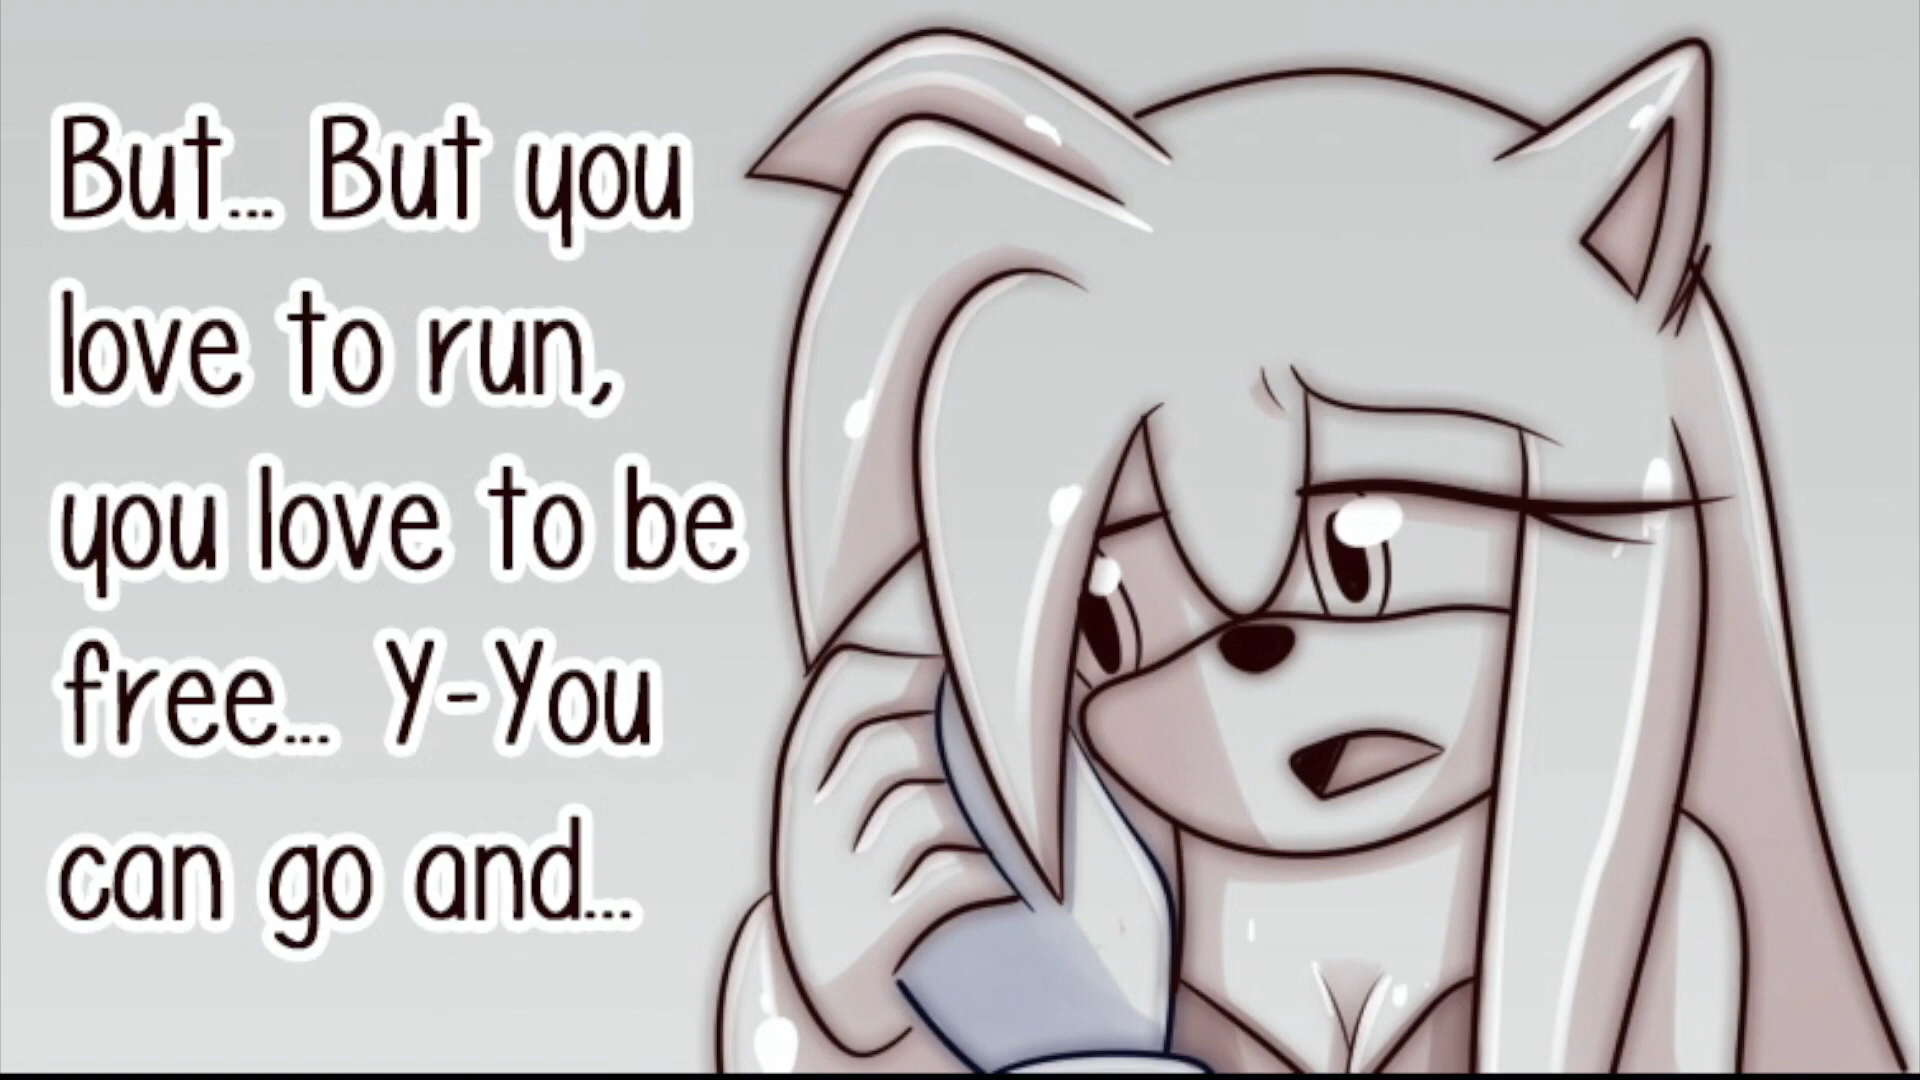 But... But you
love to run,
you love to be
free... Y-You
can go and...